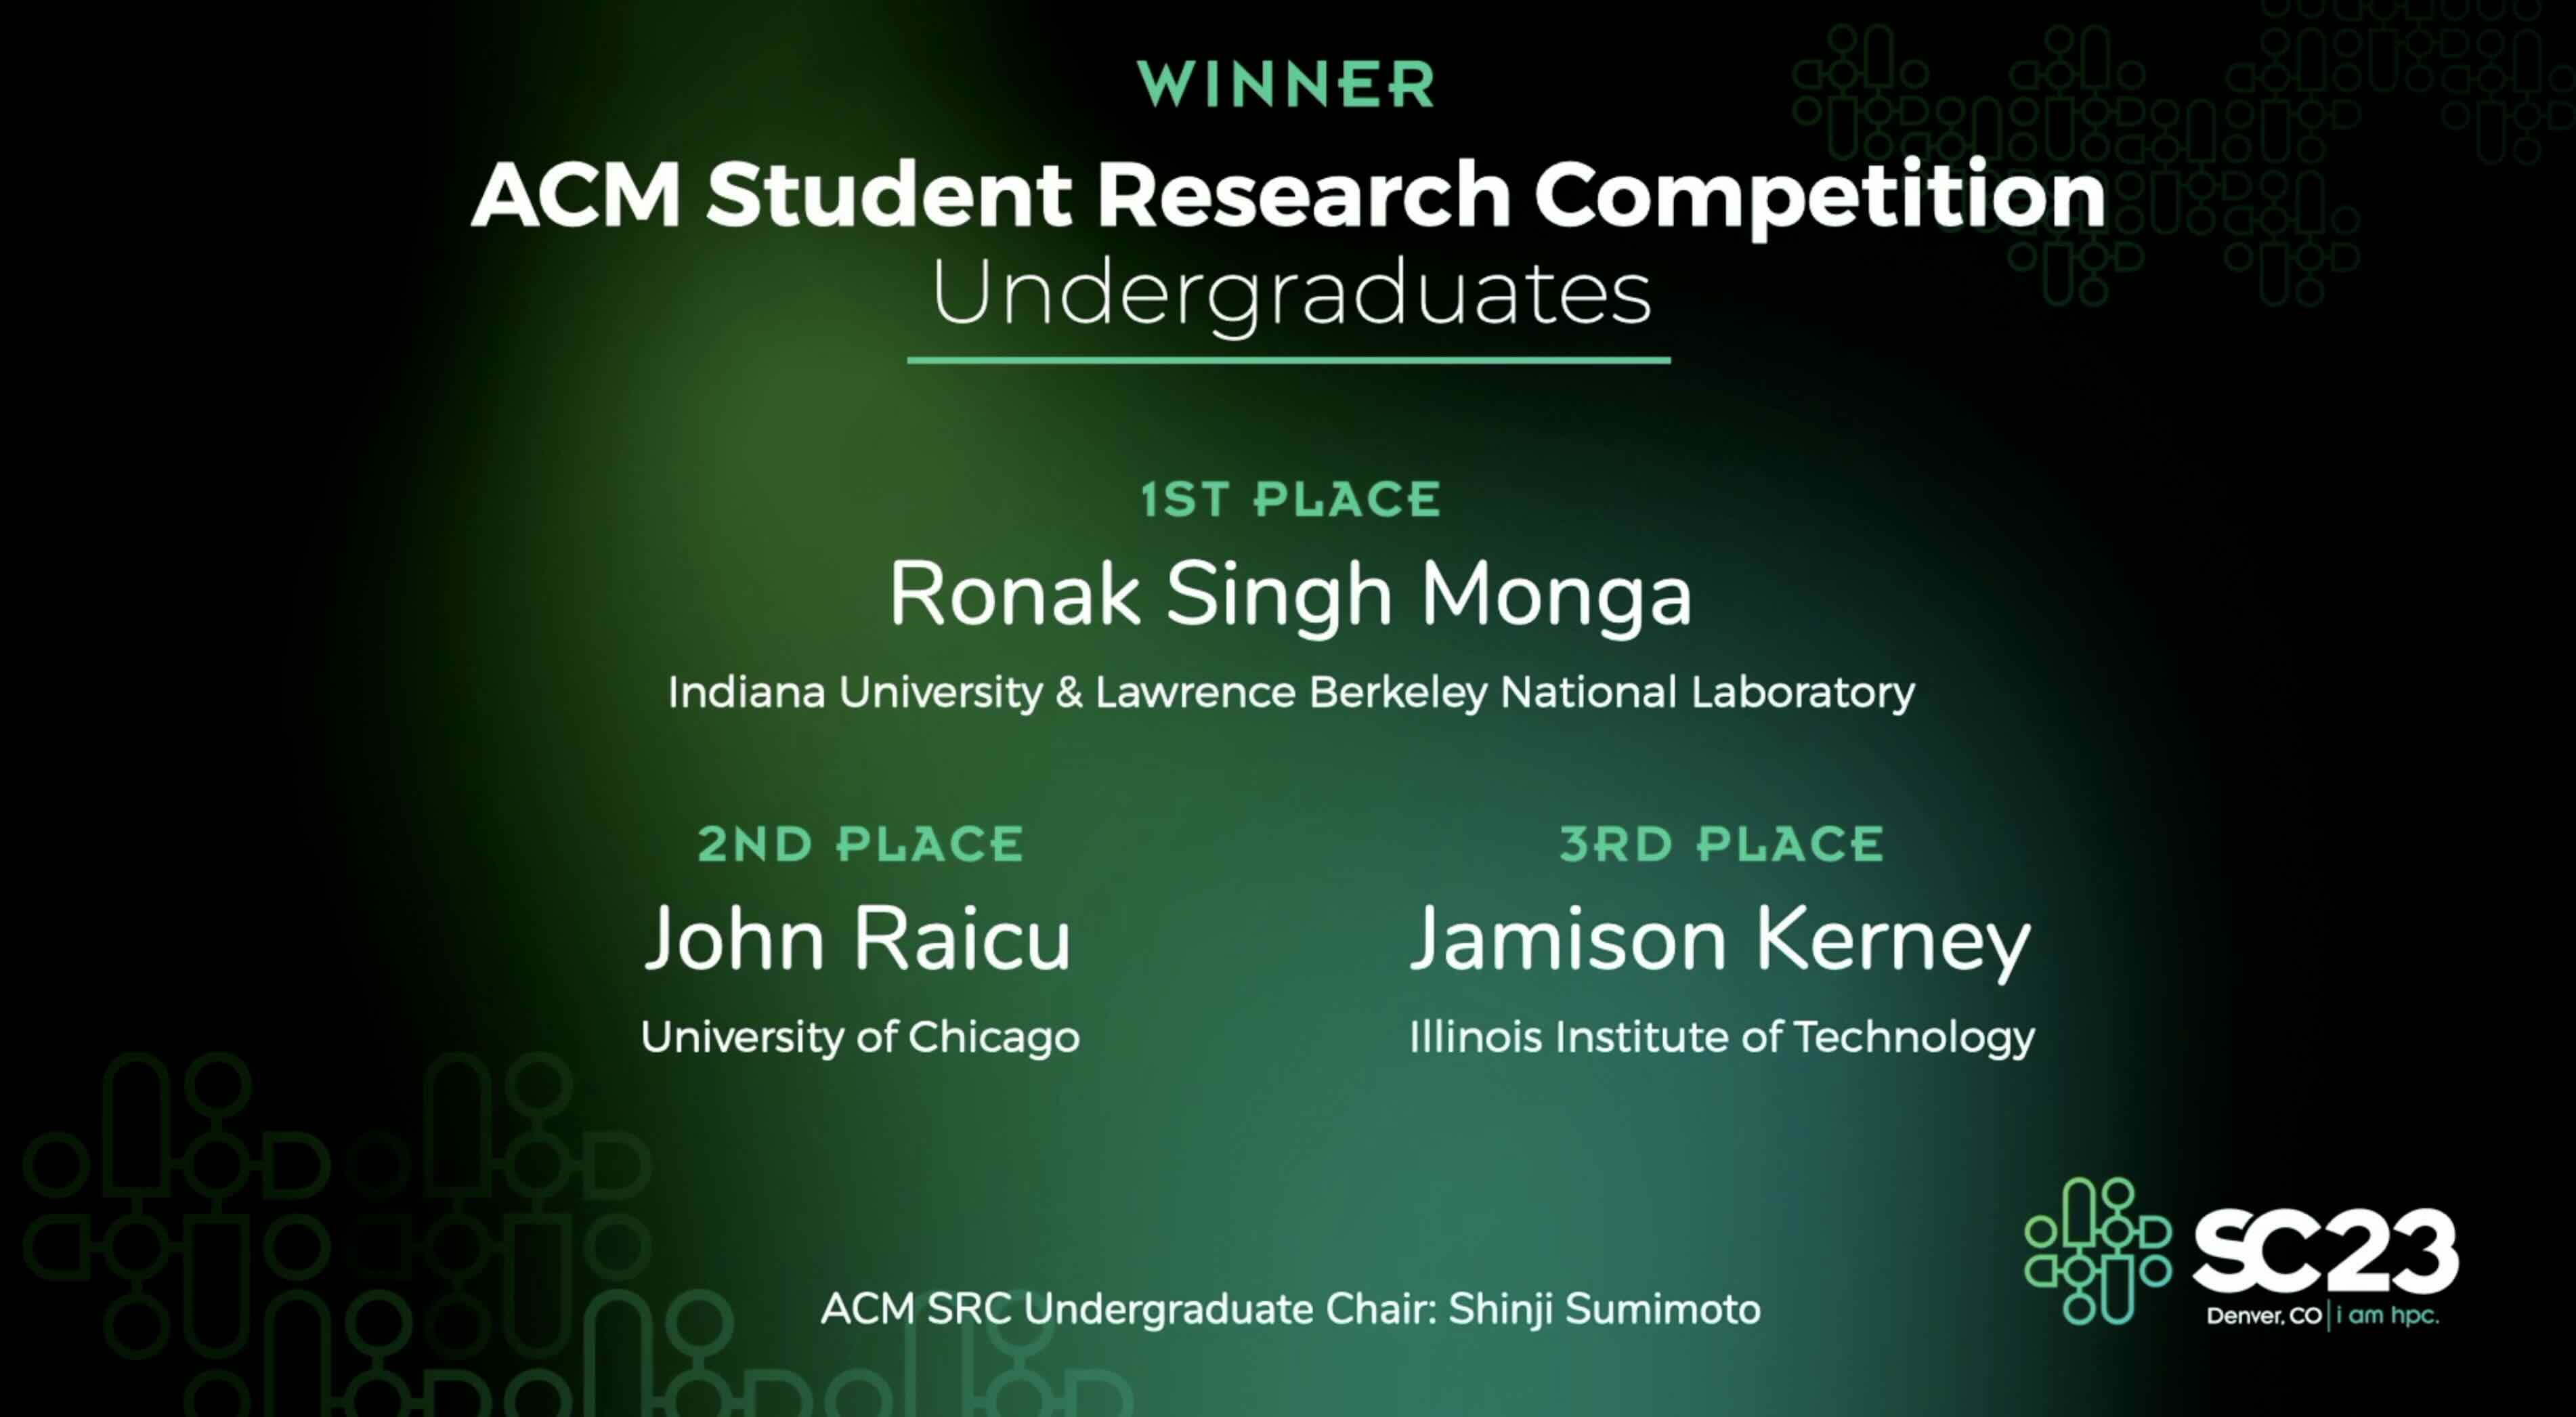 WINNER
ACM Student Research Competition
Undergraduates
1ST PLACE
Ronak Singh Monga
Indiana University & Lawrence Berkeley National Laboratory
2ND PLACE
John Raicu
University of Chicago
3RD PLACE
Jamison Kerney
Illinois Institute of Technology
ACM SRC Undergraduate Chair: Shinji Sumimoto
SC23
Denver, CO | i am hpc.